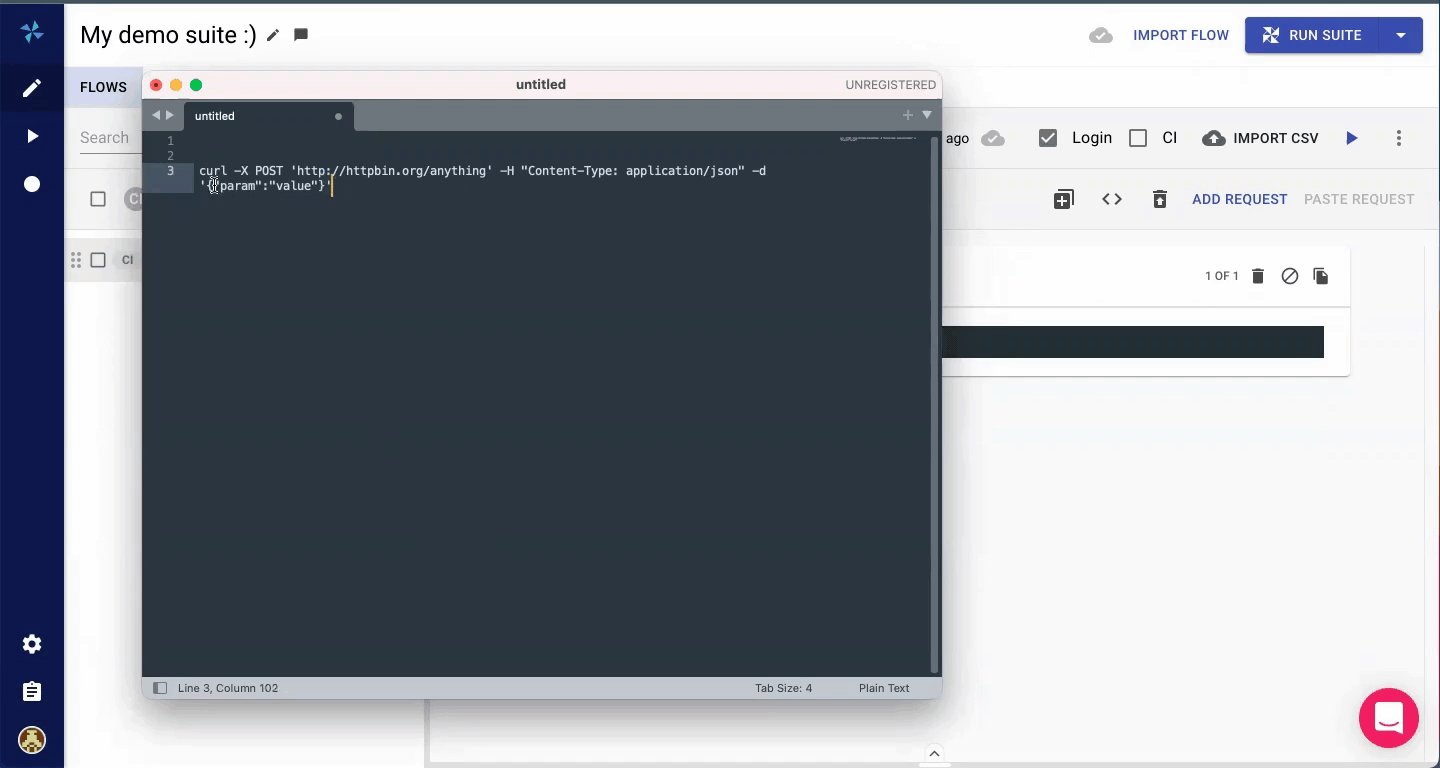 My demo suite :)
IMPORT FLOW
RUN SUITE
FLOWS
untitled
UNREGISTERED
untitled
Search
ago
Login
CI
IMPORT CSV
1
2
3
curl -X POST 'http://httpbin.org/anything' -H "Content-Type: application/json" -d
'{"param":"value"}'
ADD REQUEST
PASTE REQUEST
CI
1 OF 1
Line 3, Column 102
Tab Size: 4
Plain Text